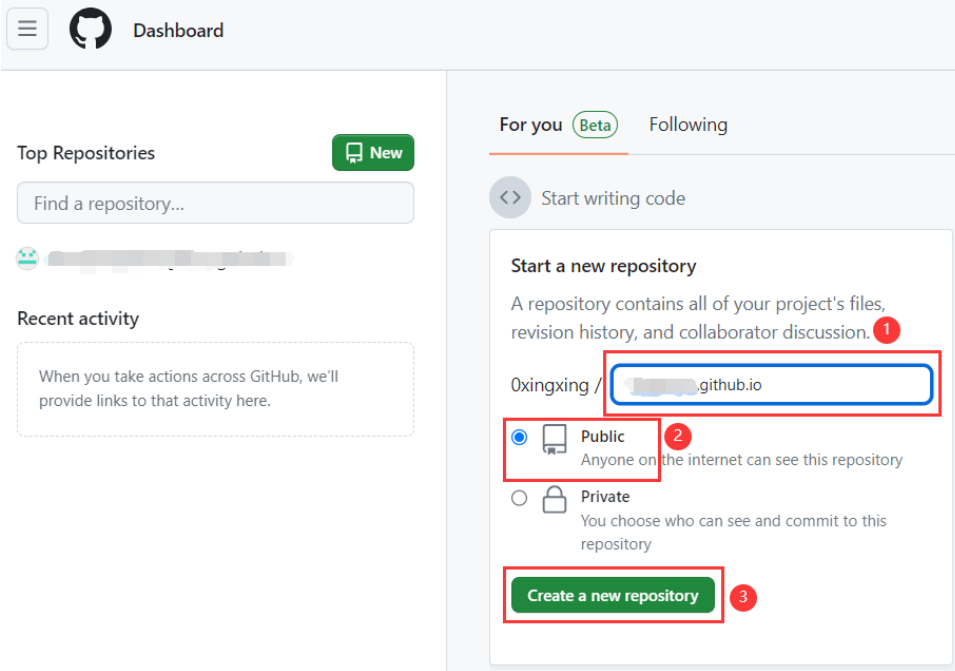 Dashboard
Top Repositories
New
Find a repository...
Recent activity
When you take actions across GitHub, we'll
provide links to that activity here.
For you Beta Following
Start writing code
Start a new repository
A repository contains all of your project's files,
revision history, and collaborator discussion. 1
0xingxing / .github.io
Public 2
Anyone on the internet can see this repository
Private
You choose who can see and commit to this
repository
Create a new repository 3